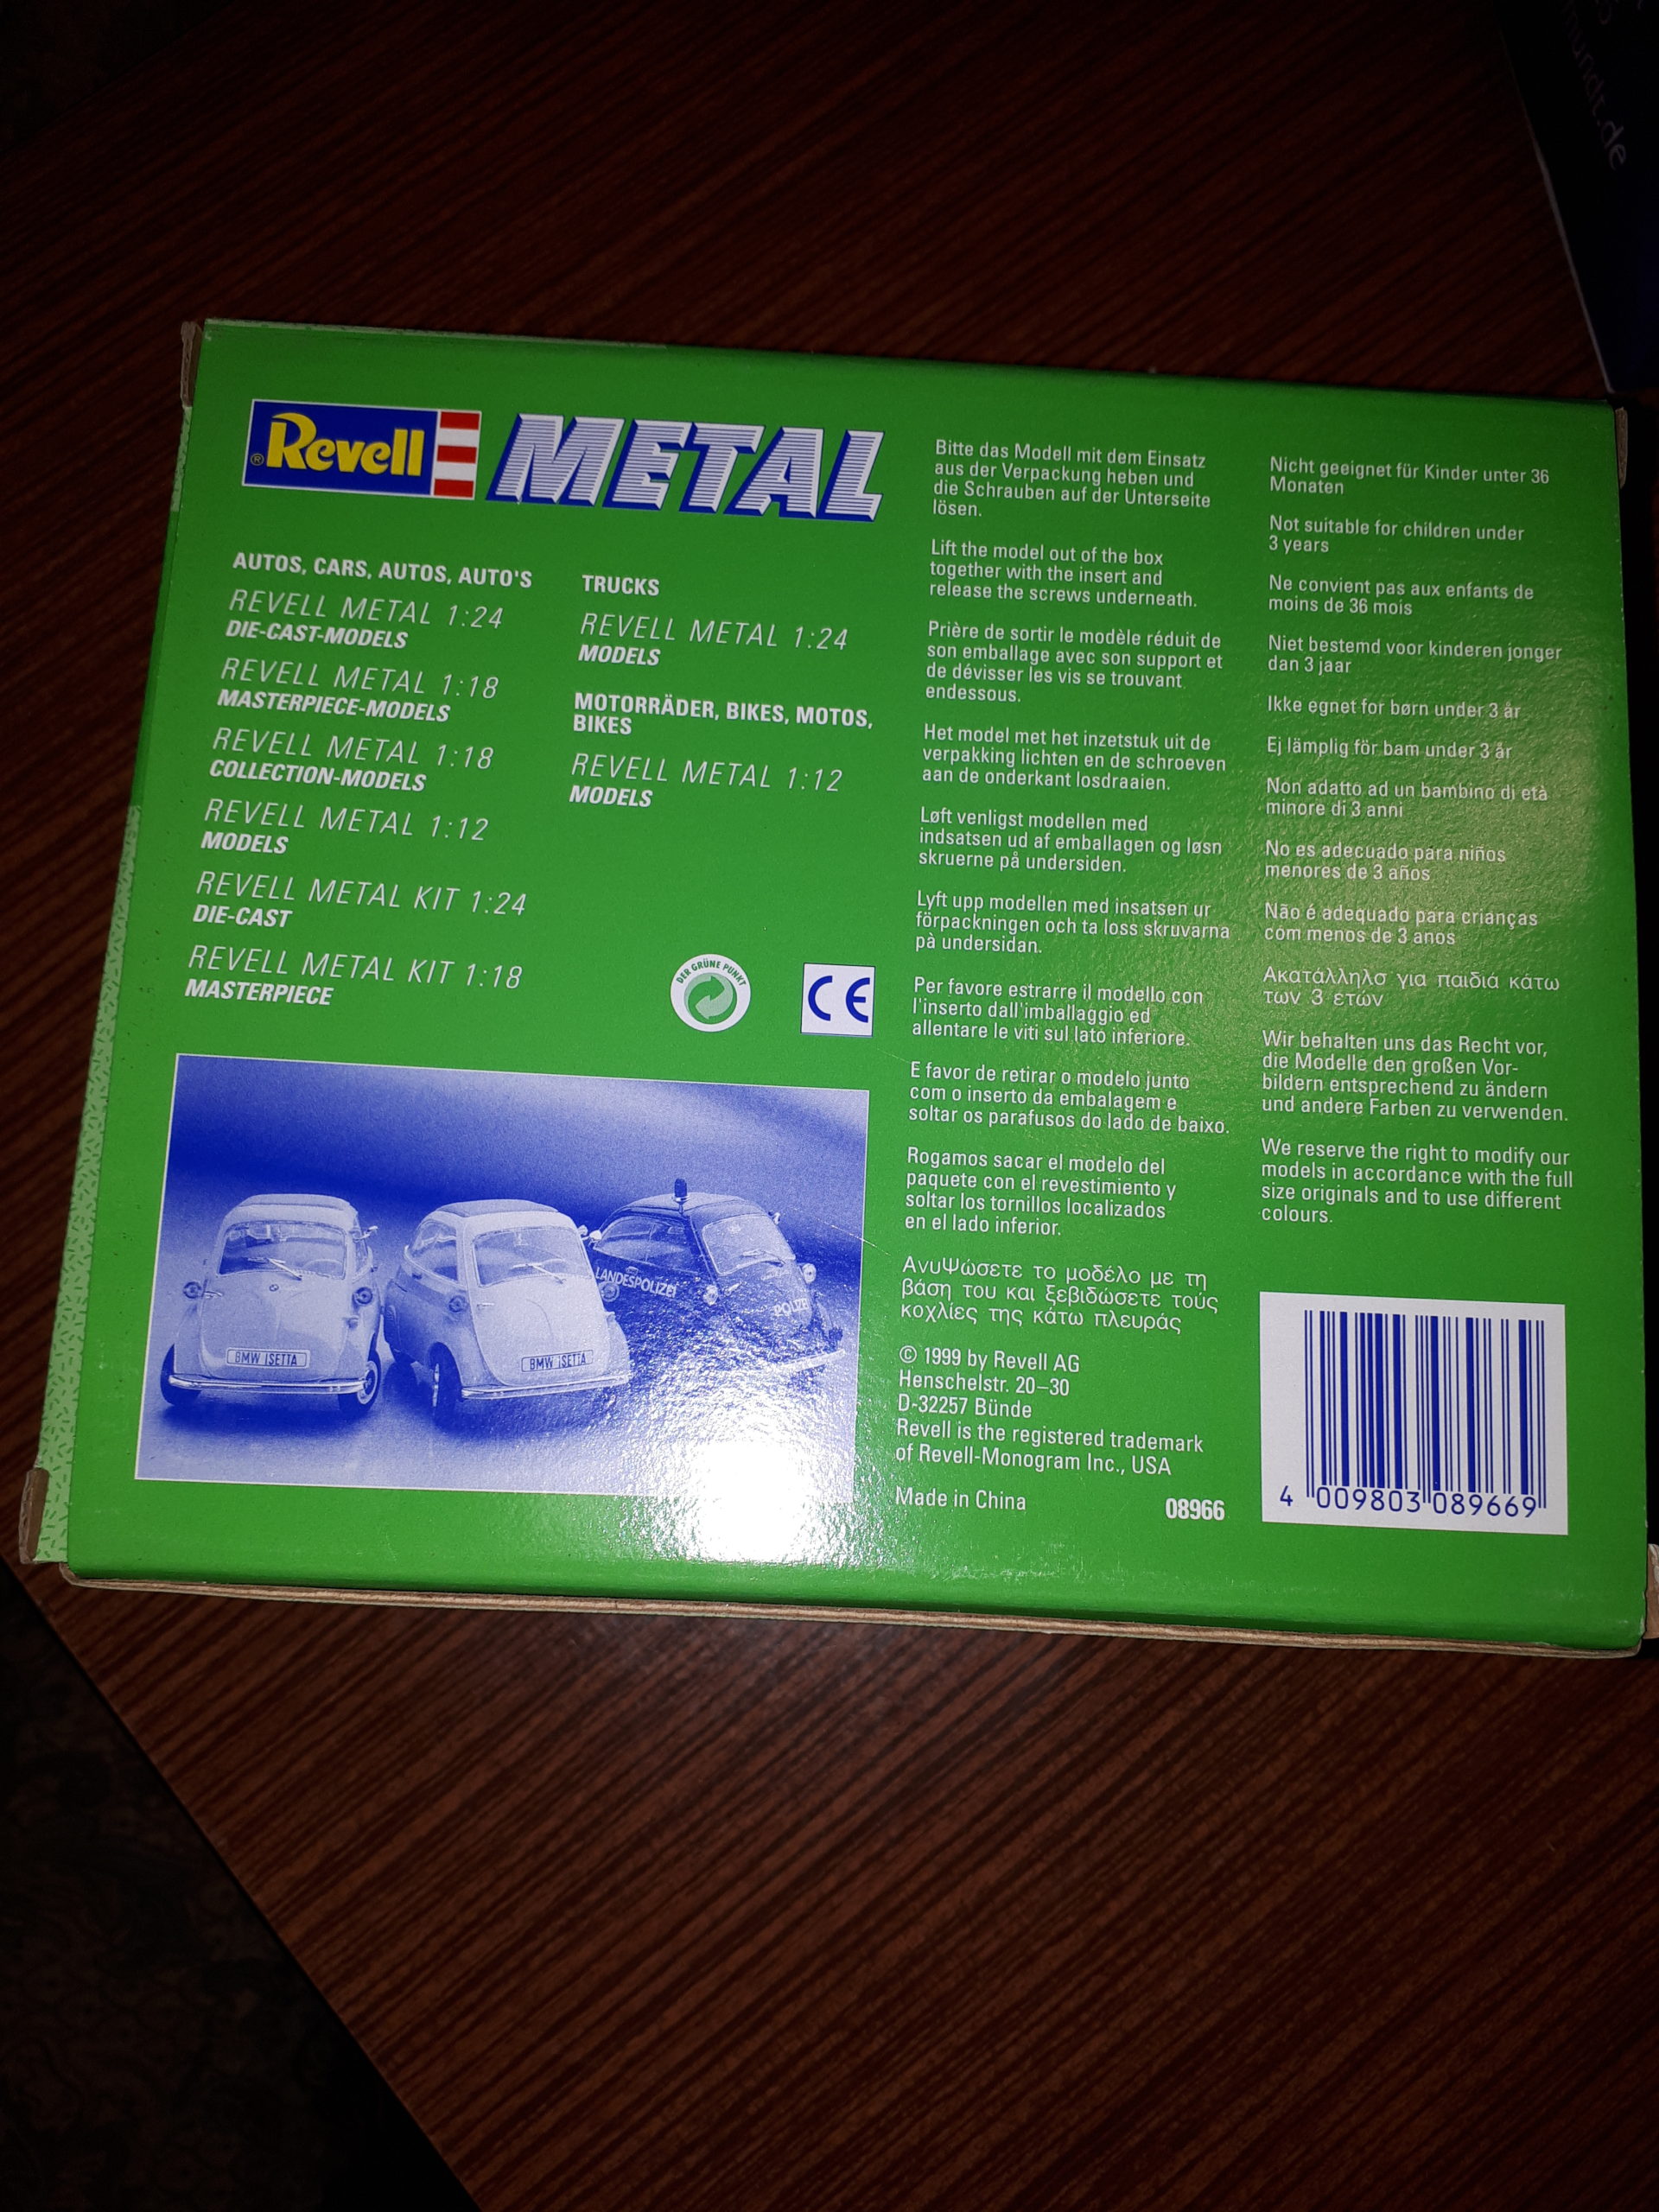 Revell METAL
®
AUTOS, CARS, AUTOS, AUTO'S
REVELL METAL 1:24
DIE-CAST-MODELS
REVELL METAL 1:18
MASTERPIECE-MODELS
REVELL METAL 1:18
COLLECTION-MODELS
REVELL METAL 1:12
MODELS
REVELL METAL KIT 1:24
DIE-CAST
REVELL METAL KIT 1:18
MASTERPIECE
TRUCKS
REVELL METAL 1:24
MODELS
MOTORRÄDER, BIKES, MOTOS,
BIKES
REVELL METAL 1:12
MODELS
DER GRÜNE PUNKT
CE
LANDESPOLIZEI
POLIZEI
BMW ISETTA
BMW ISETTA
Bitte das Modell mit dem Einsatz
aus der Verpackung heben und
die Schrauben auf der Unterseite
lösen.
Lift the model out of the box
together with the insert and
release the screws underneath.
Prière de sortir le modèle réduit de
son emballage avec son support et
de dévisser les vis se trouvant
endessous.
Het model met het inzetstuk uit de
verpakking lichten en de schroeven
aan de onderkant losdraaien.
Løft venligst modellen med
indsatsen ud af emballagen og løsn
skruerne på undersiden.
Lyft upp modellen med insatsen ur
förpackningen och ta loss skruvarna
pà undersidan.
Per favore estrarre il modello con
l'inserto dall'imballaggio ed
allentare le viti sul lato inferiore.
E favor de retirar o modelo junto
com o inserto da embalagem e
soltar os parafusos do lado de baixo.
Rogamos sacar el modelo del
paquete con el revestimiento y
soltar los tornillos localizados
en el lado inferior.
ΑνυΨώσετε το μοδέλο με τη
βάση του και ξεβιδώσετε τούς
κοχλίες της κάτω πλευράς
© 1999 by Revell AG
Henschelstr. 20–30
D-32257 Bünde
Revell is the registered trademark
of Revell-Monogram Inc., USA
Made in China
08966
Nicht geeignet für Kinder unter 36
Monaten
Not suitable for children under
3 years
Ne convient pas aux enfants de
moins de 36 mois
Niet bestemd voor kinderen jonger
dan 3 jaar
Ikke egnet for børn under 3 år
Ej lämplig för bam under 3 år
Non adatto ad un bambino di età
minore di 3 anni
No es adecuado para niños
menores de 3 años
Não é adequado para crianças
com menos de 3 anos
Ακατάλληλσ για παιδιά κάτω
των 3 ετών
Wir behalten uns das Recht vor,
die Modelle den großen Vor-
bildern entsprechend zu ändern
und andere Farben zu verwenden.
We reserve the right to modify our
models in accordance with the full
size originals and to use different
colours.
4 009803 089669